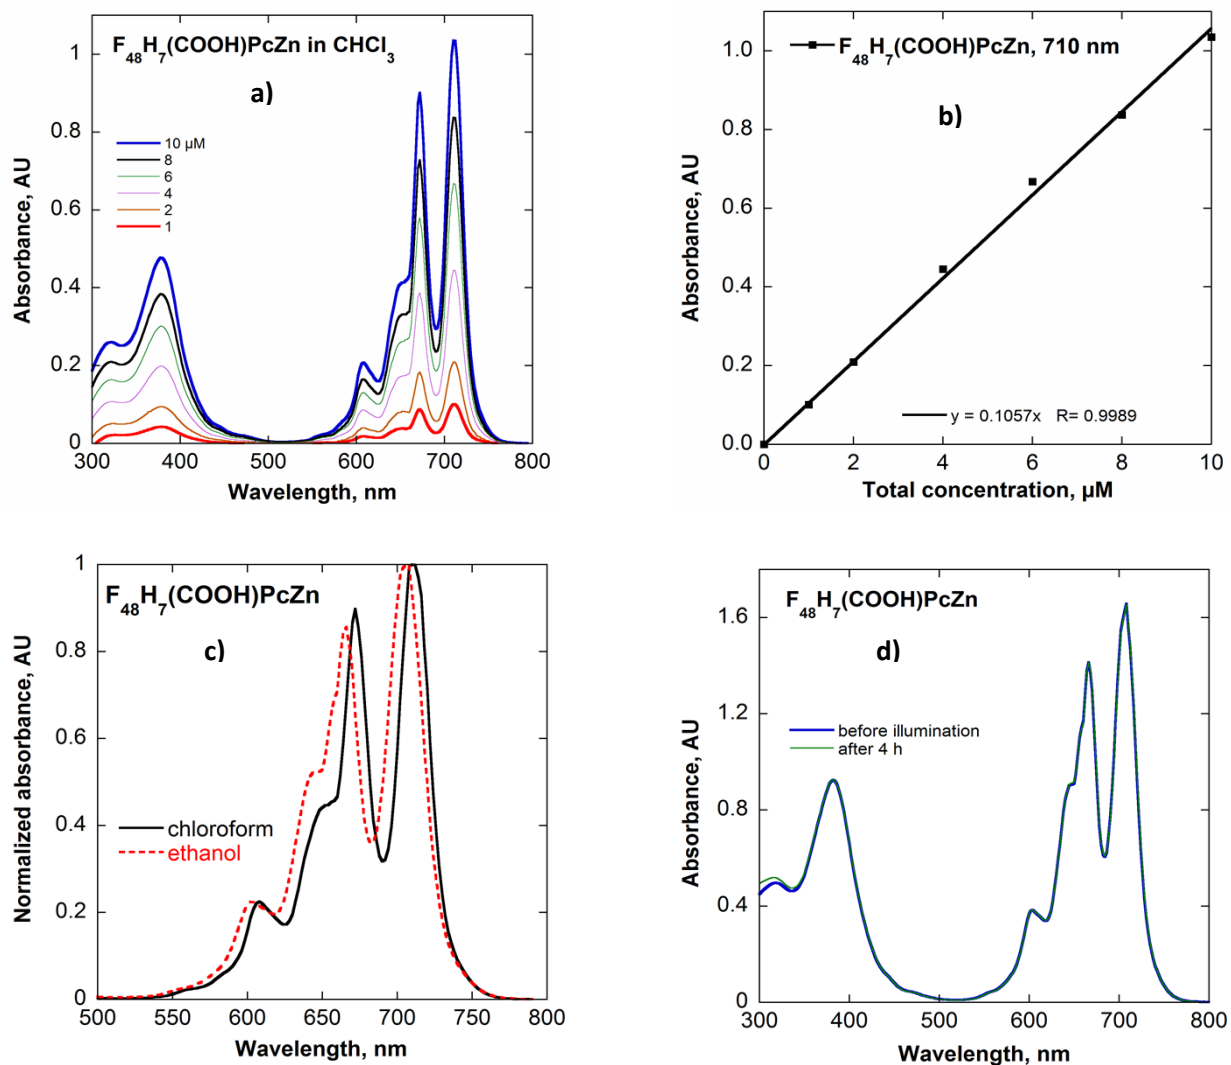 F48H7(COOH)PcZn in CHCl3
a)
10 µM
8
6
4
2
1
Absorbance, AU
1
0.8
0.6
0.4
0.2
0
300 400 500 600 700 800
Wavelength, nm
F48H7(COOH)PcZn, 710 nm
b)
y = 0.1057x R= 0.9989
Absorbance, AU
1.0
0.8
0.6
0.4
0.2
0.0
0 2 4 6 8 10
Total concentration, µM
F48H7(COOH)PcZn
c)
chloroform
ethanol
Normalized absorbance, AU
1
0.8
0.6
0.4
0.2
0
500 550 600 650 700 750 800
Wavelength, nm
F48H7(COOH)PcZn
d)
before illumination
after 4 h
Absorbance, AU
1.6
1.2
0.8
0.4
0
300 400 500 600 700 800
Wavelength, nm